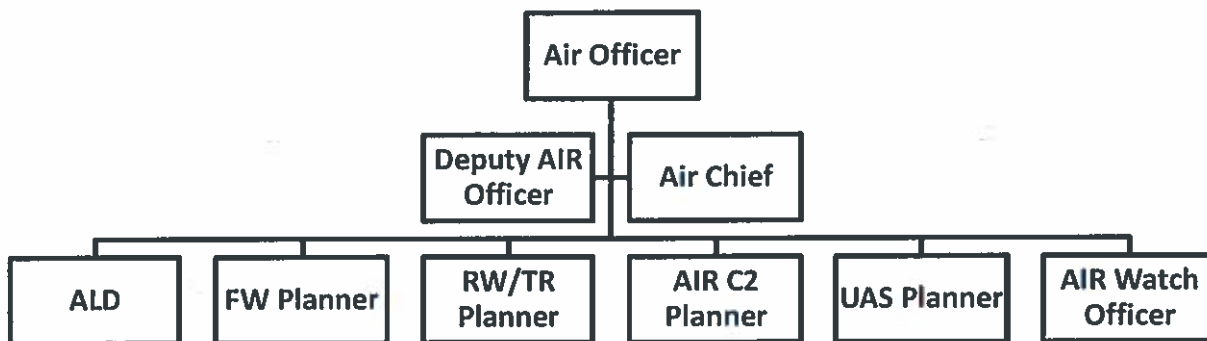 Air Officer
Deputy AIR
Officer
Air Chief
ALD
FW Planner
RW/TR
Planner
AIR C2
Planner
UAS Planner
AIR Watch
Officer